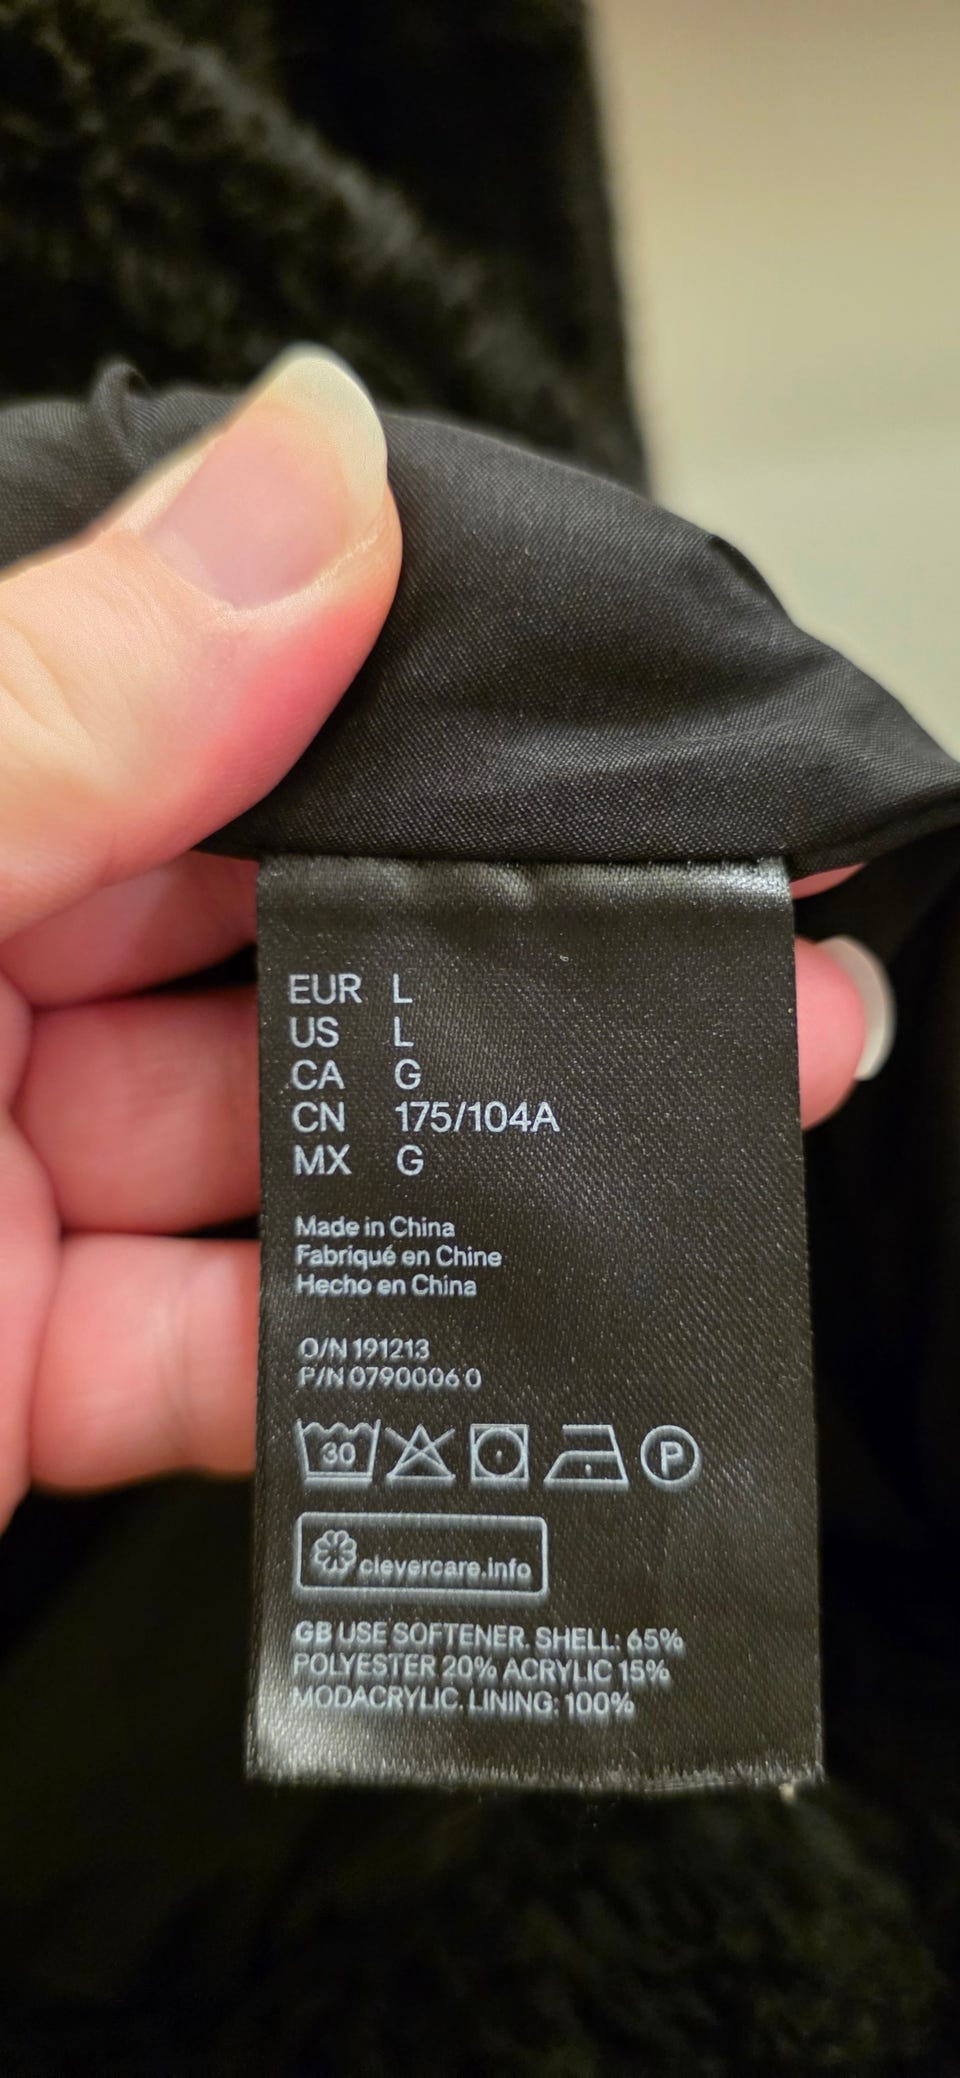 EUR L
US L
CA G
CN 175/104A
MX G
Made in China
Fabriqué en Chine
Hecho en China
O/N 191213
P/N 0790006 0
30
P
clevercare.info
GB USE SOFTENER. SHELL: 65%
POLYESTER 20% ACRYLIC 15%
MODACRYLIC. LINING: 100%